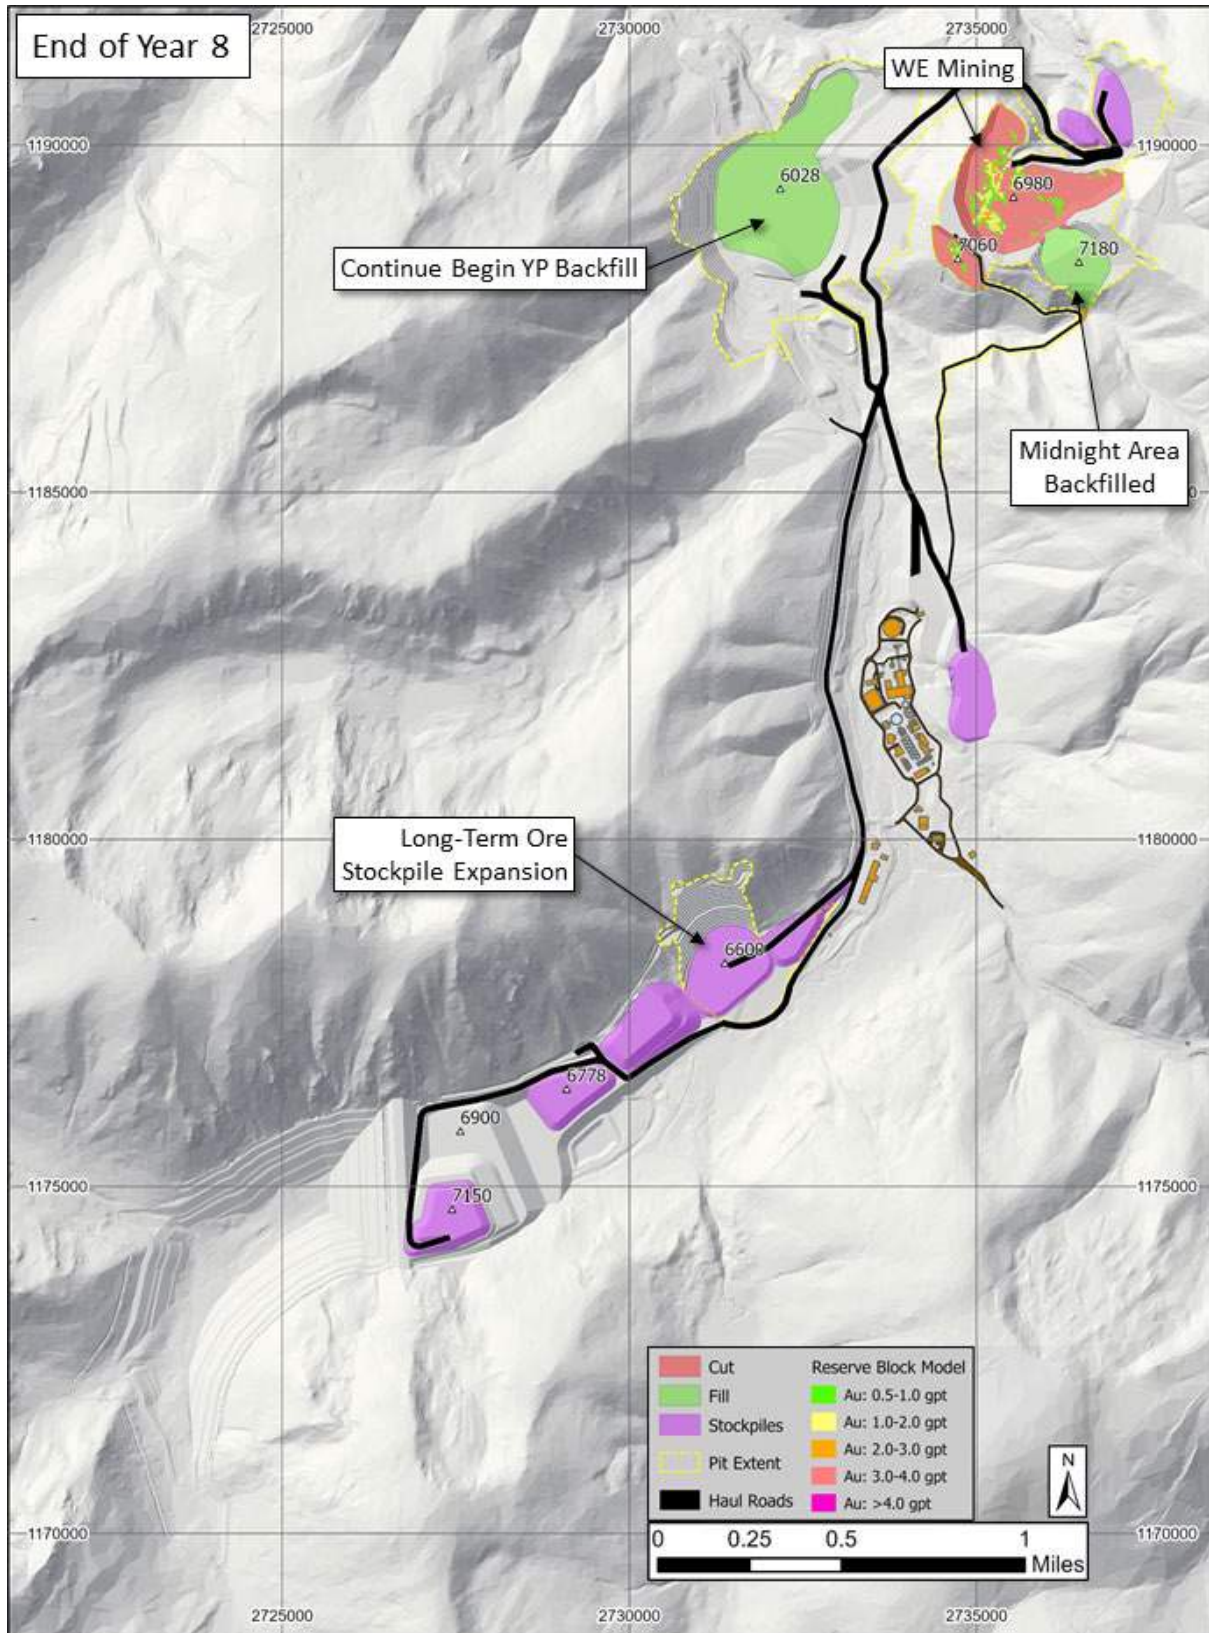 End of Year 8
2725000
2730000
2735000
WE Mining
1190000
1190000
6028
6980
7060
7180
Continue Begin YP Backfill
Midnight Area
Backfilled
1185000
0
1180000
1180000
Long-Term Ore
Stockpile Expansion
6600
6778
6900
7150
1175000
1175000
Cut
Fill
Stockpiles
Pit Extent
Haul Roads
Reserve Block Model
Au: 0.5-1.0 gpt
Au: 1.0-2.0 gpt
Au: 2.0-3.0 gpt
Au: 3.0-4.0 gpt
Au: >4.0 gpt
N
1170000
1170000
0 0.25 0.5 1
Miles
2725000
2730000
2735000